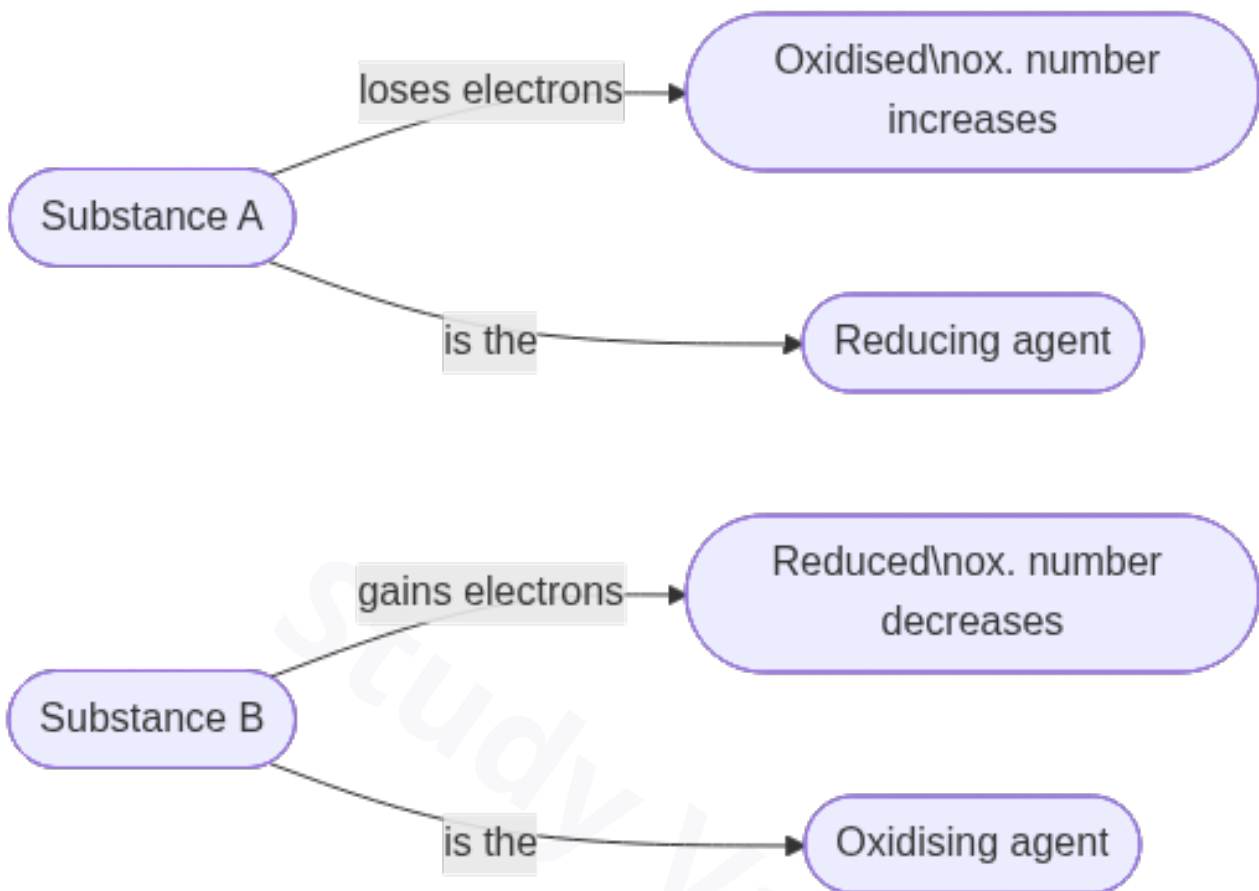 loses electrons
Oxidised\nox. number
increases
Substance A
is the
Reducing agent
gains electrons
Reduced\nox. number
decreases
Substance B
is the
Oxidising agent
study